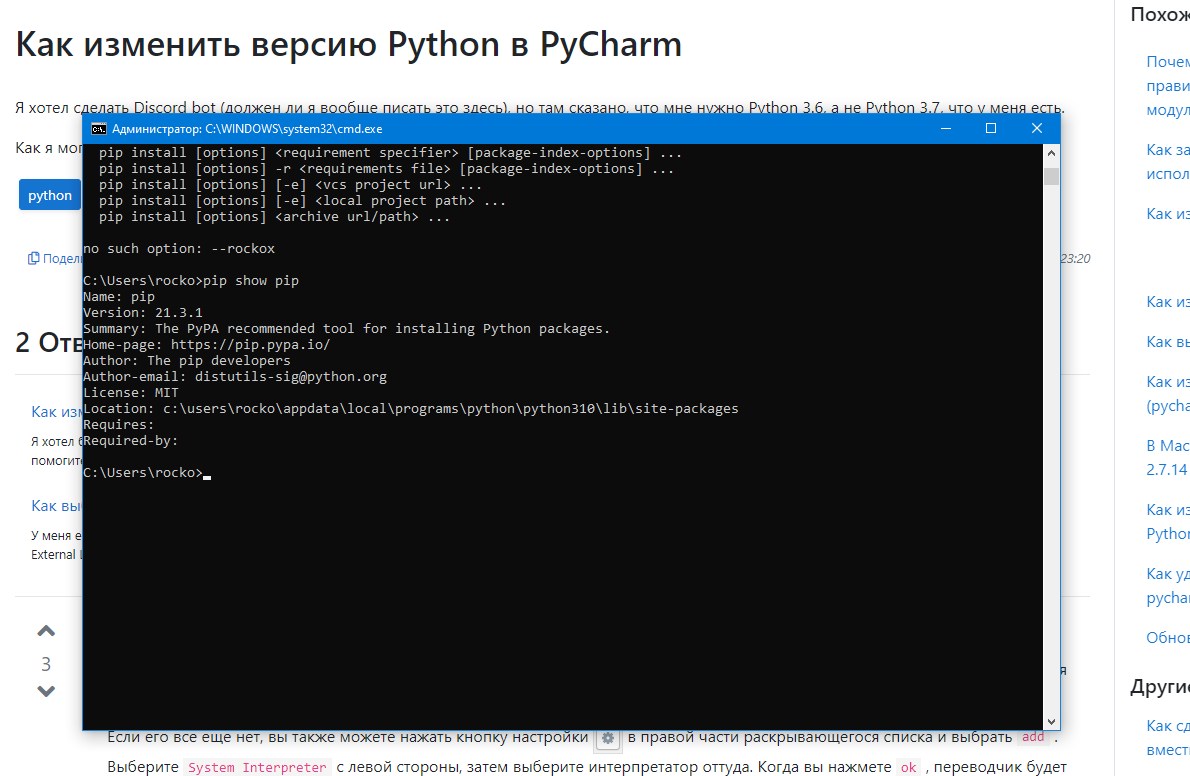 Как изменить версию Python в PyCharm
Похож
Почем
прави
модул
Я хотел сделать Discord bot (должен ли я вообще писать это здесь), но там сказано, что мне нужно Python 3.6, а не Python 3.7, что у меня есть.
Как я мог
python
Подели
23:20
2 Отв
Как изм
Я хотел б
помогите
Как выб
У меня е
External L
3
Администратор: C:\WINDOWS\system32\cmd.exe
pip install [options] <requirement specifier> [package-index-options] ...
pip install [options] -r <requirements file> [package-index-options] ...
pip install [options] [-e] <vcs project url> ...
pip install [options] [-e] <local project path> ...
pip install [options] <archive url/path> ...
no such option: --rockox
C:\Users\rocko>pip show pip
Name: pip
Version: 21.3.1
Summary: The PyPA recommended tool for installing Python packages.
Home-page: https://pip.pypa.io/
Author: The pip developers
Author-email: distutils-sig@python.org
License: MIT
Location: c:\users\rocko\appdata\local\programs\python\python310\lib\site-packages
Requires:
Required-by:
C:\Users\rocko>
я
Если его все еще нет, вы также можете нажать кнопку настройки в правой части раскрывающегося списка и выбрать add .
Выберите System Interpreter с левой стороны, затем выберите интерпретатор оттуда. Когда вы нажмете ok , переводчик будет
Как за
испол
Как из
Как из
Как вы
Как из
(pycha
В Mac
2.7.14
Как из
Python
Как уд
pychar
Обнов
Другие
Как сд
вмест